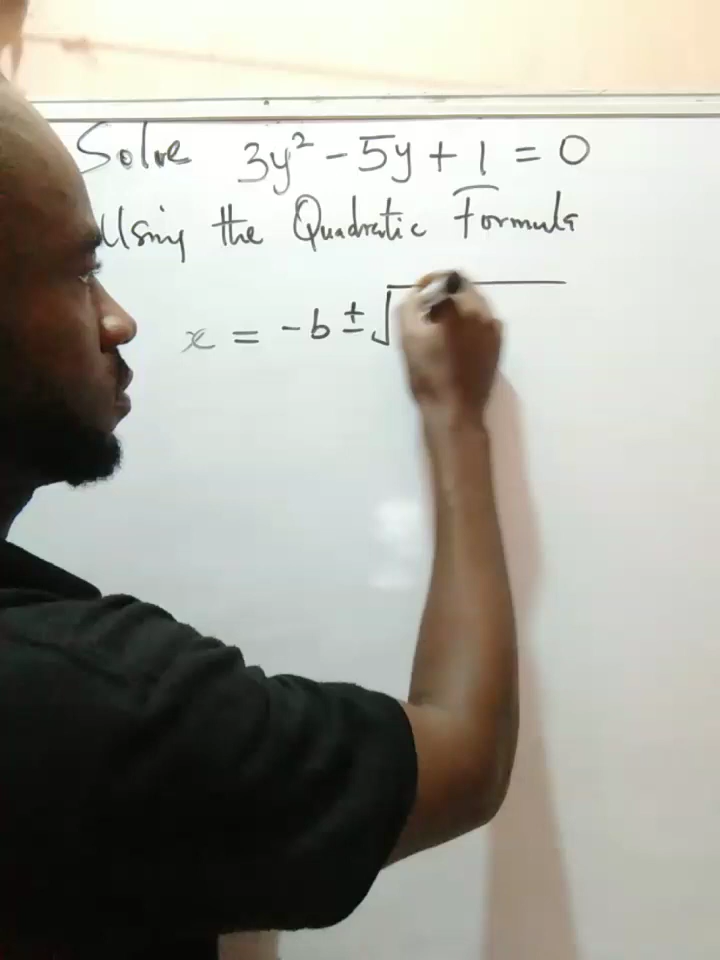 Solve 3y² - 5y + 1 = 0
Using the Quadratic Formula
x = -b ± √